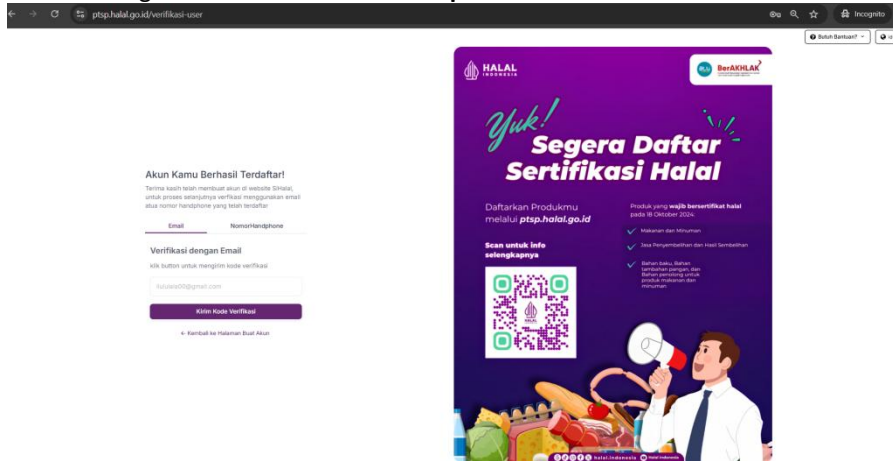 ptsp.halal.go.id/verifikasi-user
Incognito
Butuh Bantuan?
id
HALAL
INDONESIA
BLU
BerAKHLAK
Yuk!
Segera Daftar
Sertifikasi Halal
Akun Kamu Berhasil Terdaftar!
Terima kasih telah membuat akun di website SiHalal,
untuk proses selanjutnya verifikasi menggunakan email
atua nomor handphone yang telah terdaftar
Email
NomorHandphone
Verifikasi dengan Email
klik button untuk mengirim kode verifikasi
Kirim Kode Verifikasi
← Kembali ke Halaman Buat Akun
Daftarkan Produkmu
melalui ptsp.halal.go.id
Scan untuk info
selengkapnya
HALAL
Produk yang wajib bersertifikat halal
pada 18 Oktober 2024:
Makanan dan Minuman
Jasa Penyembelihan dan Hasil Sembelihan
Bahan baku, Bahan
tambahan pangan, dan
Bahan penolong untuk
produk makanan dan
minuman
halal.indonesia
Halal Indonesia